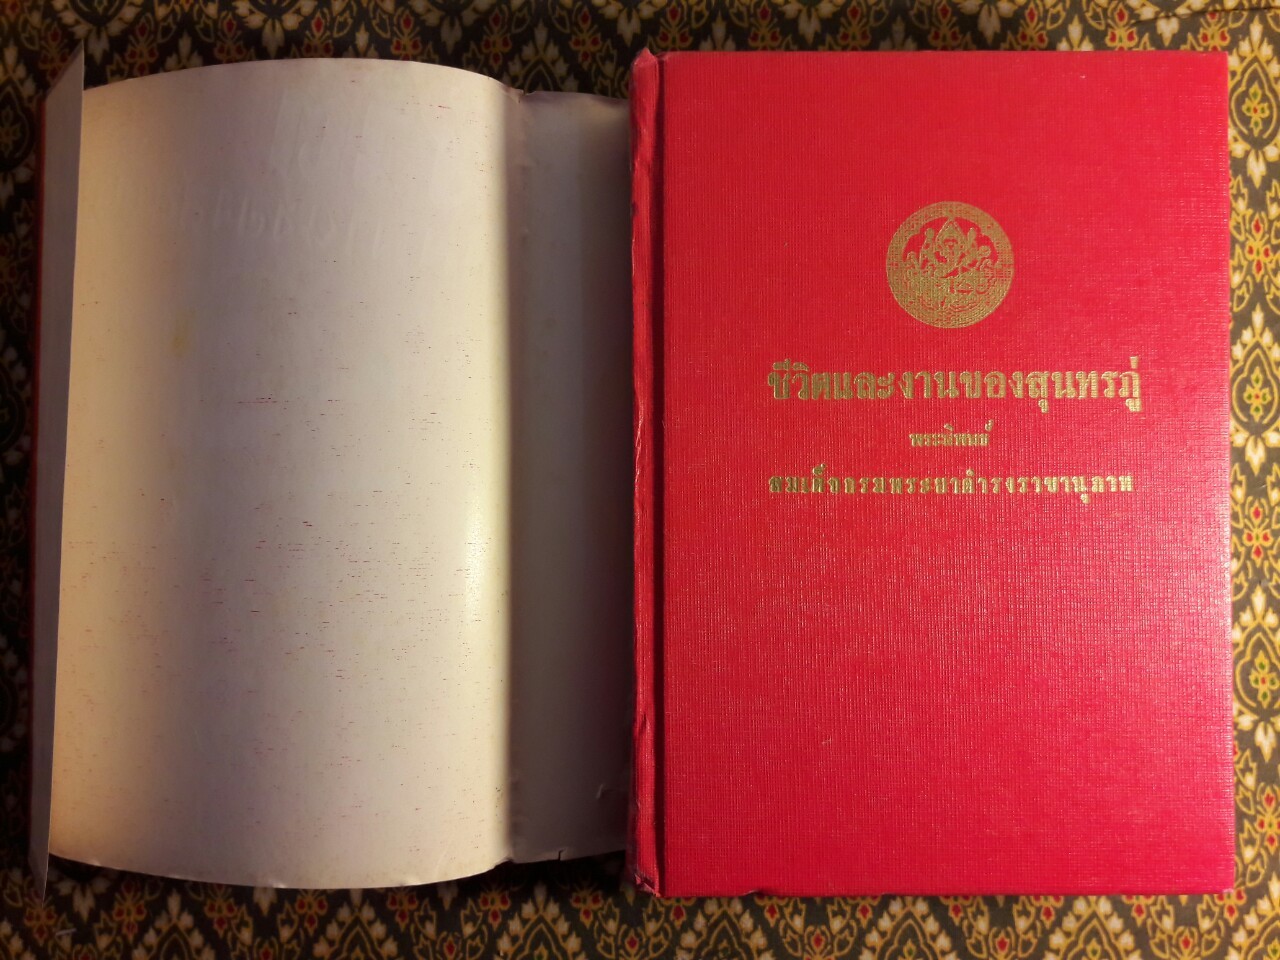 ชีวิตและงานของสุนทรภู่
พระนิพนธ์
สมเด็จกรมพระยาดำรงราชานุภาพ